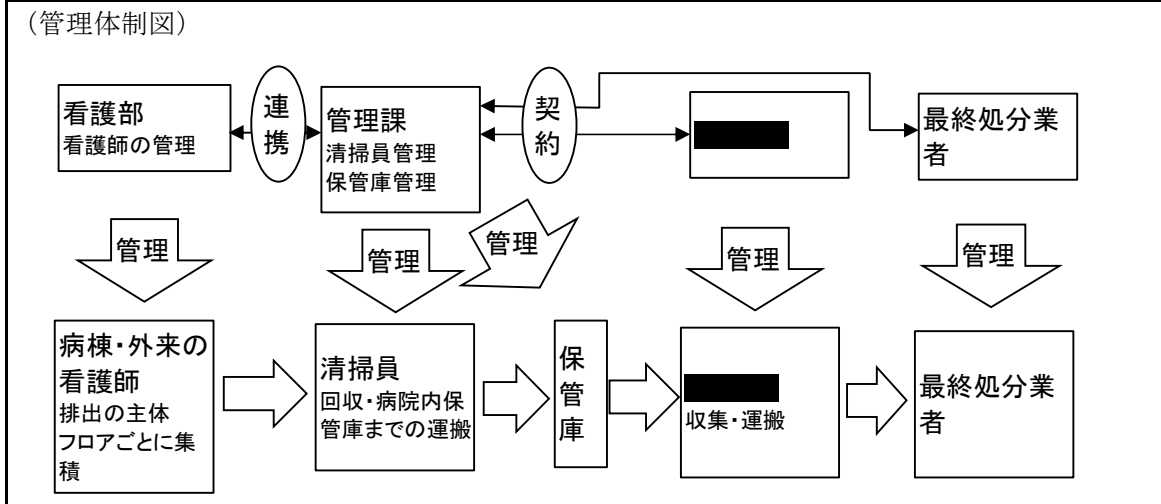 （管理体制図）
看護部
看護師の管理
連
携
管理課
清掃員管理
保管庫管理
契
約
最終処分業
者
管理
管理
管理
管理
管理
病棟・外来の
看護師
排出の主体
フロアごとに集
積
清掃員
回収・病院内保
管庫までの運搬
保
管
庫
収集・運搬
最終処分業
者